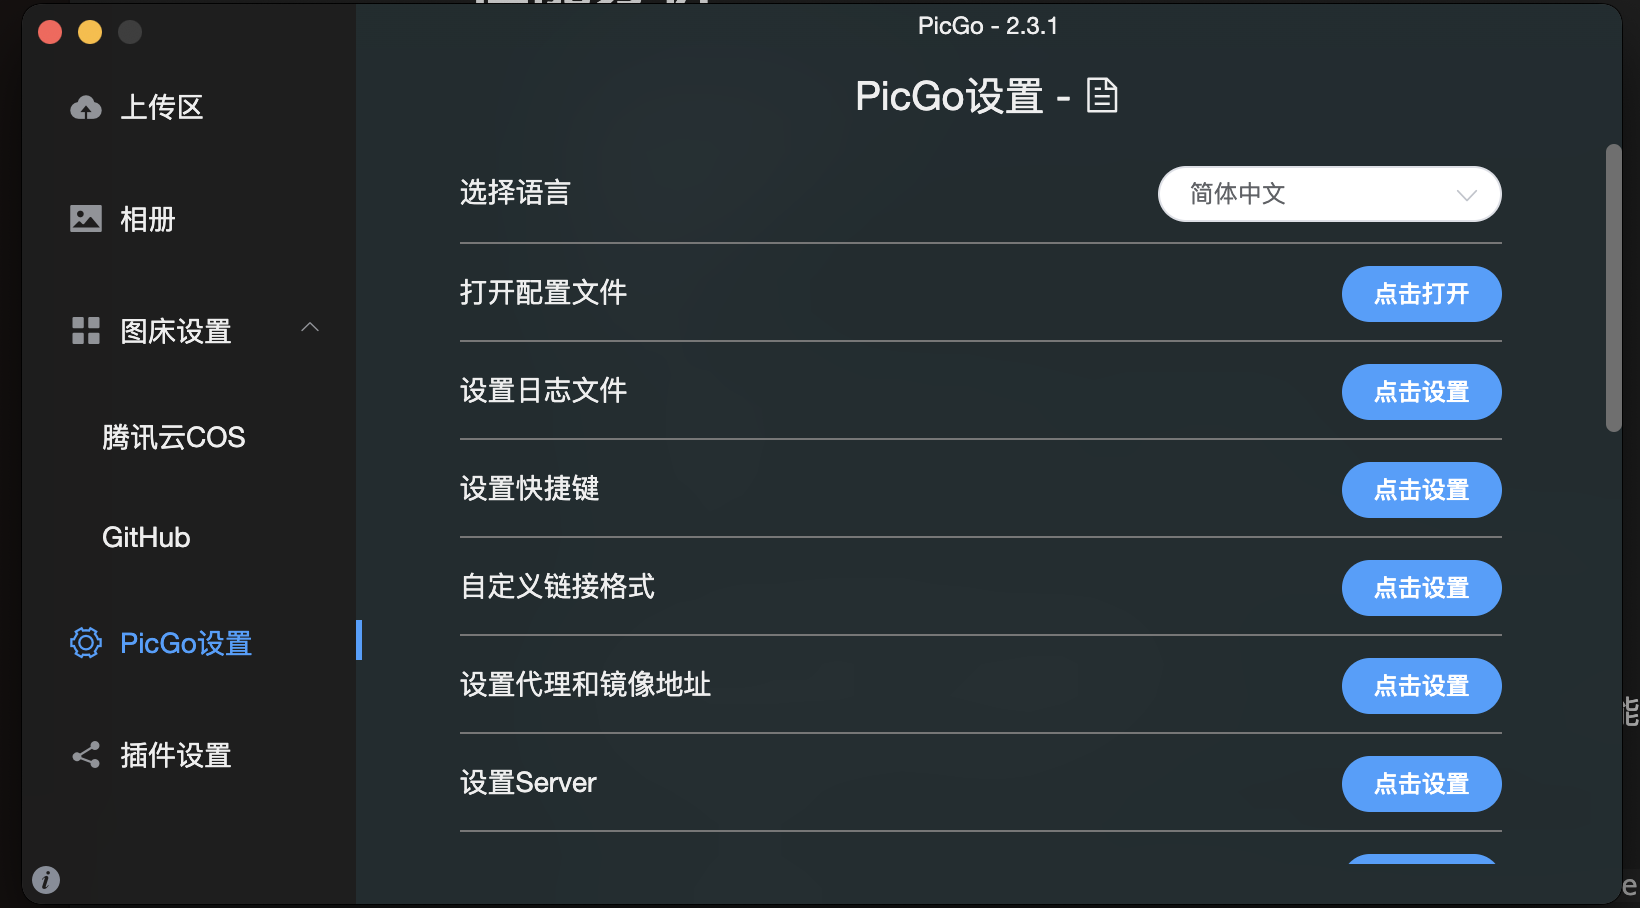 PicGo - 2.3.1
上传区
相册
图床设置
腾讯云COS
GitHub
PicGo设置
插件设置
PicGo设置 -
选择语言
简体中文
打开配置文件
点击打开
设置日志文件
点击设置
设置快捷键
点击设置
自定义链接格式
点击设置
设置代理和镜像地址
点击设置
设置Server
点击设置
能
e